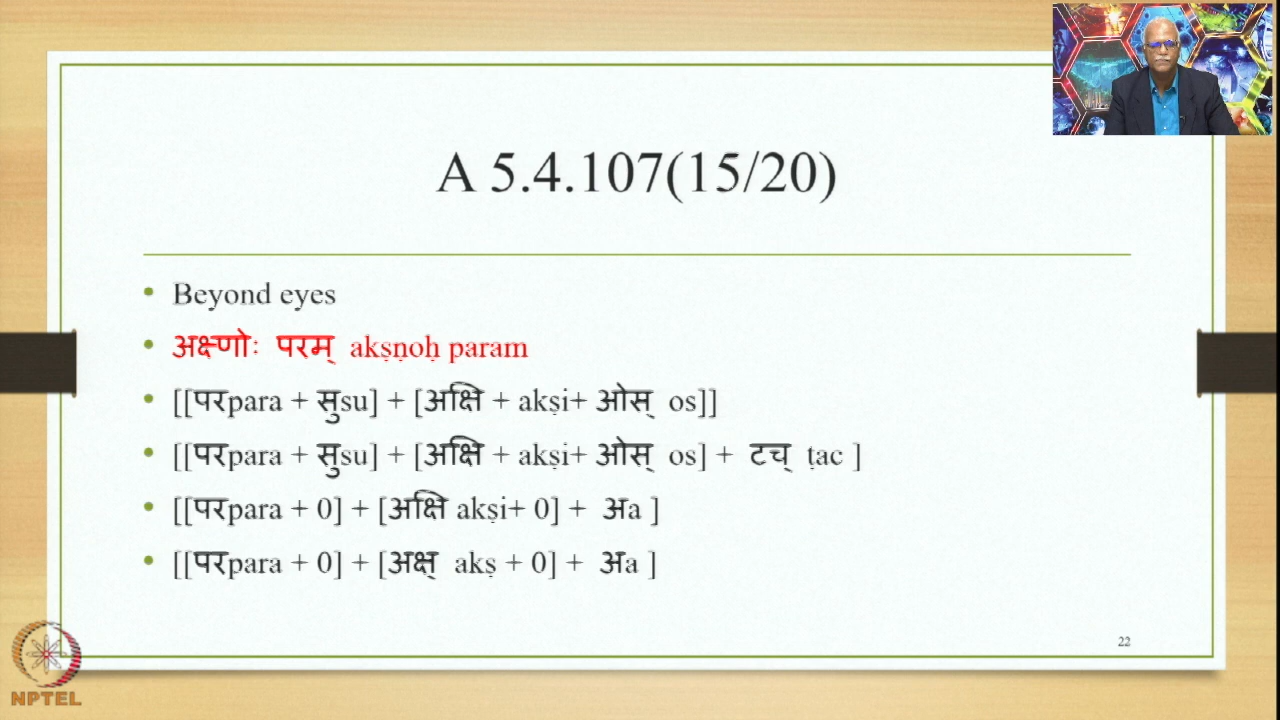 A 5.4.107(15/20)
• Beyond eyes
• अक्ष्णोः परम् akṣṇoḥ param
• [[परpara + सुsu] + [अक्षि + akṣi+ ओस् os]]
• [[परpara + सुsu] + [अक्षि + akṣi+ ओस् os] + टच् ṭac ]
• [[परpara + 0] + [अक्षि akṣi+ 0] + अa ]
• [[परpara + 0] + [अक्ष् akṣ + 0] + अa ]
22
NPTEL